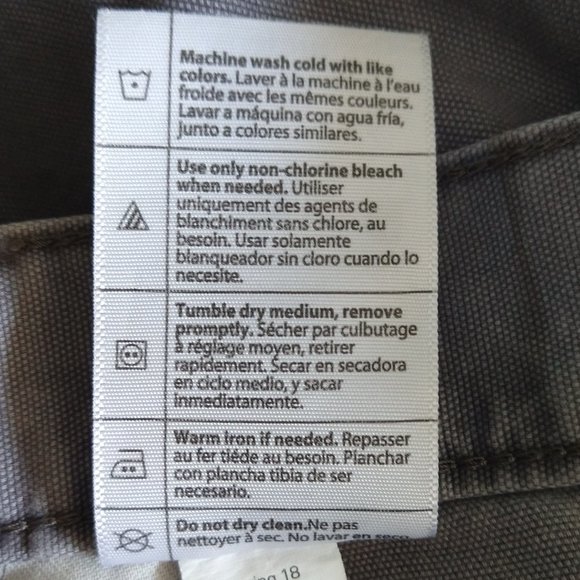 Machine wash cold with like
colors. Laver à la machine à l'eau
froide avec les mêmes couleurs.
Lavar a máquina con agua fría,
junto a colores similares.
Use only non-chlorine bleach
when needed. Utiliser
uniquement des agents de
blanchiment sans chlore, au
besoin. Usar solamente
blanqueador sin cloro cuando lo
necesite.
Tumble dry medium, remove
promptly. Sécher par culbutage
à réglage moyen, retirer
rapidement. Secar en secadora
en ciclo medio, y sacar
inmediatamente.
Warm iron if needed. Repasser
au fer tiéde au besoin. Planchar
con plancha tibia de ser
necesario.
Do not dry clean.Ne pas
nettoyer à sec. No lavar en seco
18